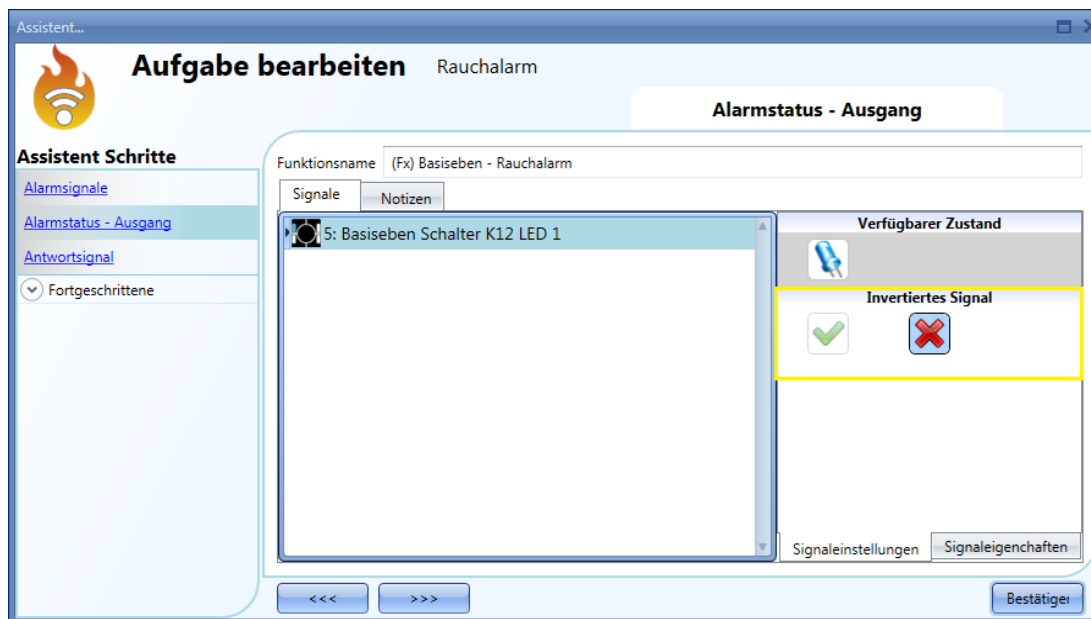 Assistent...
Aufgabe bearbeiten Rauchalarm
Alarmstatus - Ausgang
Assistent Schritte
Alarmsignale
Alarmstatus - Ausgang
Antwortsignal
Fortgeschrittene
Funktionsname (Fx) Basiseben - Rauchalarm
Signale Notizen
5: Basiseben Schalter K12 LED 1
Verfügbarer Zustand
Invertiertes Signal
Signaleinstellungen Signaleigenchaften
<<< >>> Bestätiger